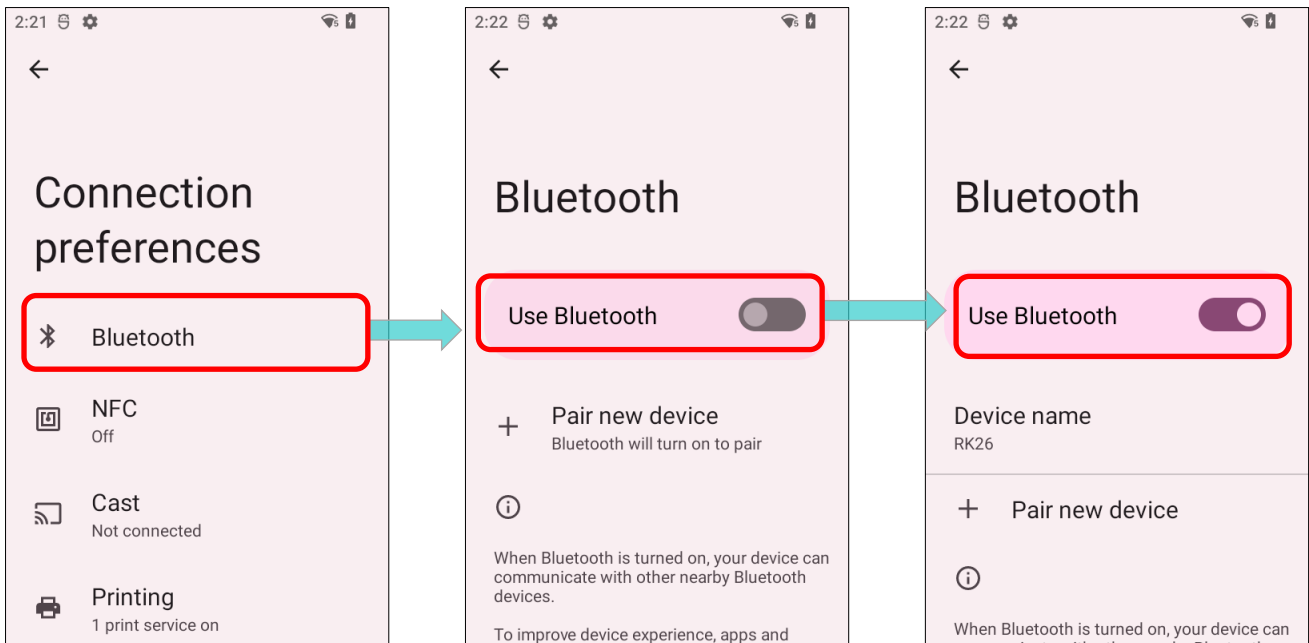 2:21
Connection
preferences
Bluetooth
NFC
Off
Cast
Not connected
Printing
1 print service on
2:22
Bluetooth
Use Bluetooth
Pair new device
Bluetooth will turn on to pair
When Bluetooth is turned on, your device can
communicate with other nearby Bluetooth
devices.
To improve device experience, apps and
2:22
Bluetooth
Use Bluetooth
Device name
RK26
Pair new device
When Bluetooth is turned on, your device can